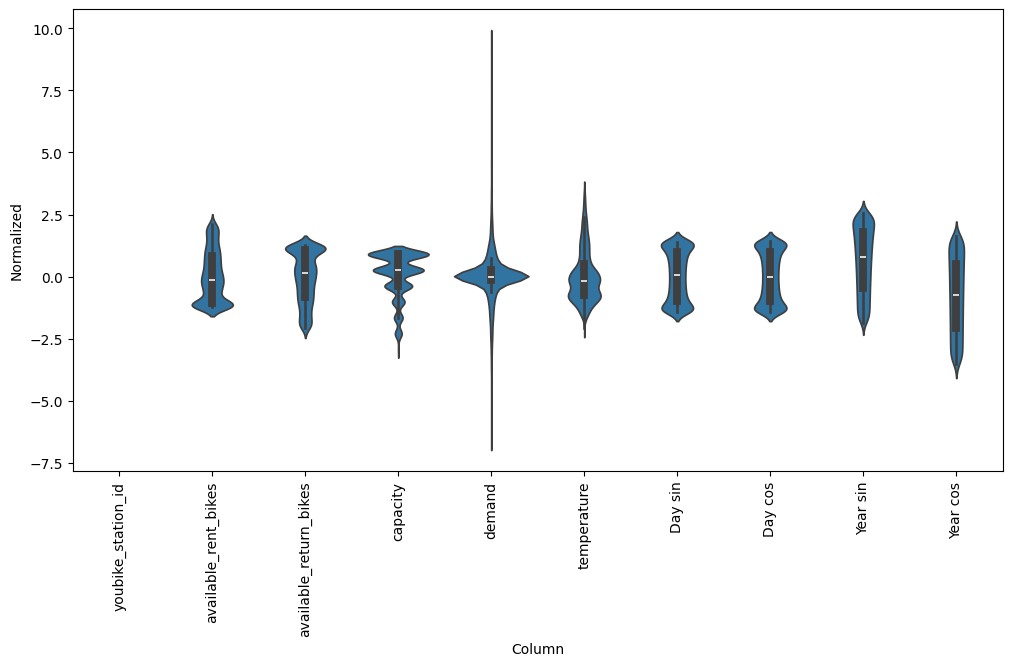 10.0
7.5
5.0
2.5
0.0
−2.5
−5.0
−7.5
Normalized
youbike_station_id
available_rent_bikes
available_return_bikes
capacity
demand
temperature
Day sin
Day cos
Year sin
Year cos
Column